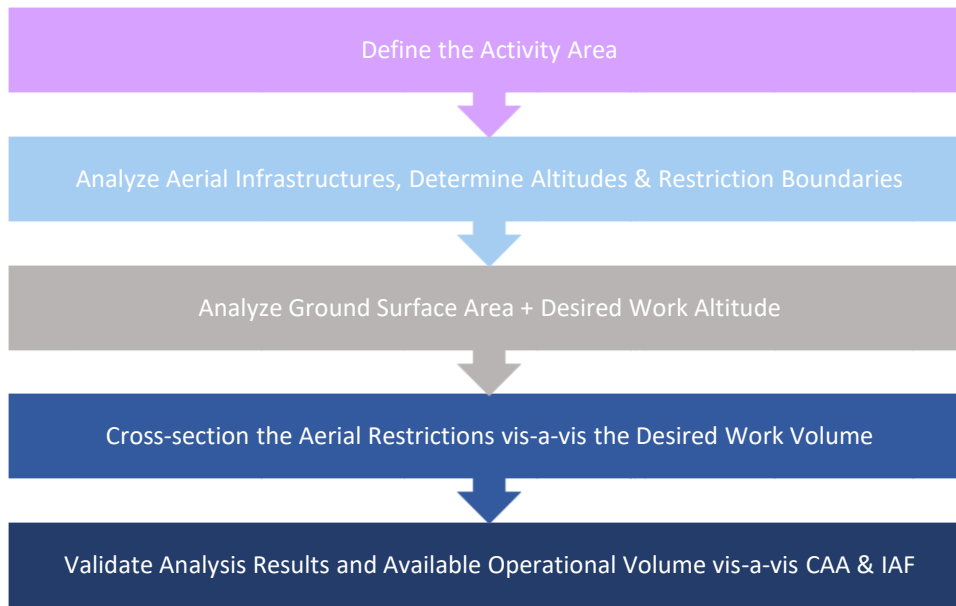 Define the Activity Area
Analyze Aerial Infrastructures, Determine Altitudes & Restriction Boundaries
Analyze Ground Surface Area + Desired Work Altitude
Cross-section the Aerial Restrictions vis-a-vis the Desired Work Volume
Validate Analysis Results and Available Operational Volume vis-a-vis CAA & IAF